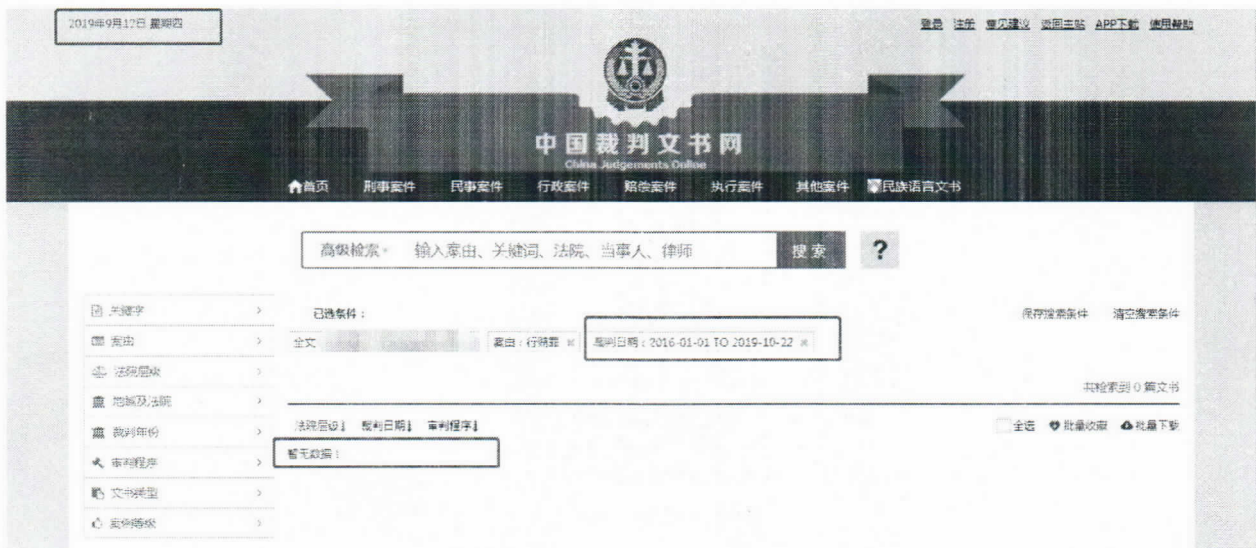 2019年9月12日 星期四
登录 注册 意见建议 返回主站 APP下载 使用帮助
中国裁判文书网
China Judgements Online
首页 刑事案件 民事案件 行政案件 赔偿案件 执行案件 其他案件 民族语言文书
高级检索 输入案由、关键词、法院、当事人、律师 搜索 ?
关键字
案由
法院层级
地域及法院
裁判年份
审判程序
文书类型
案例等级
已选条件：
保存搜索条件 清空搜索条件
全文
案由：行贿罪 ×
裁判日期：2016-01-01 TO 2019-10-22 ×
共检索到 0 篇文书
法院层级↓ 裁判日期↓ 审判程序↓
全选 批量收藏 批量下载
暂无数据！